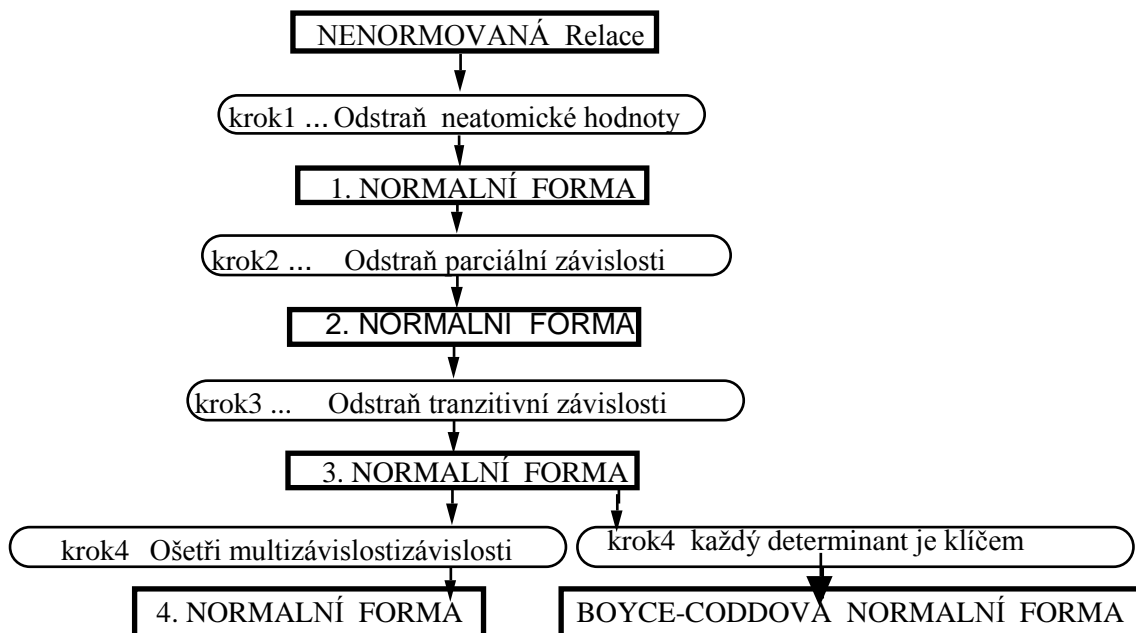 NENORMOVANÁ Relace
krok1 ... Odstraň neatomické hodnoty
1. NORMALNÍ FORMA
krok2 ... Odstraň parciální závislosti
2. NORMALNI FORMA
krok3 ... Odstraň tranzitivní závislosti
3. NORMALNÍ FORMA
krok4 Ošetři multizávislostizávislosti
krok4 každý determinant je klíčem
4. NORMALNÍ FORMA
BOYCE-CODDOVÁ NORMALNÍ FORMA